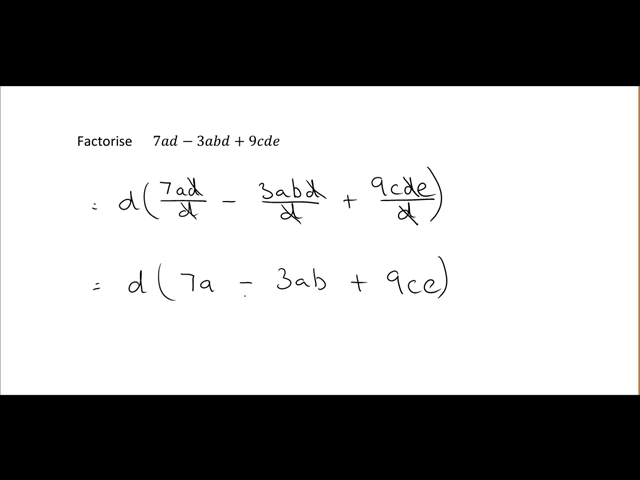 Factorise 7ad − 3abd + 9cde
= d(7ad/d − 3abd/d + 9cde/d)
= d(7a − 3ab + 9ce)